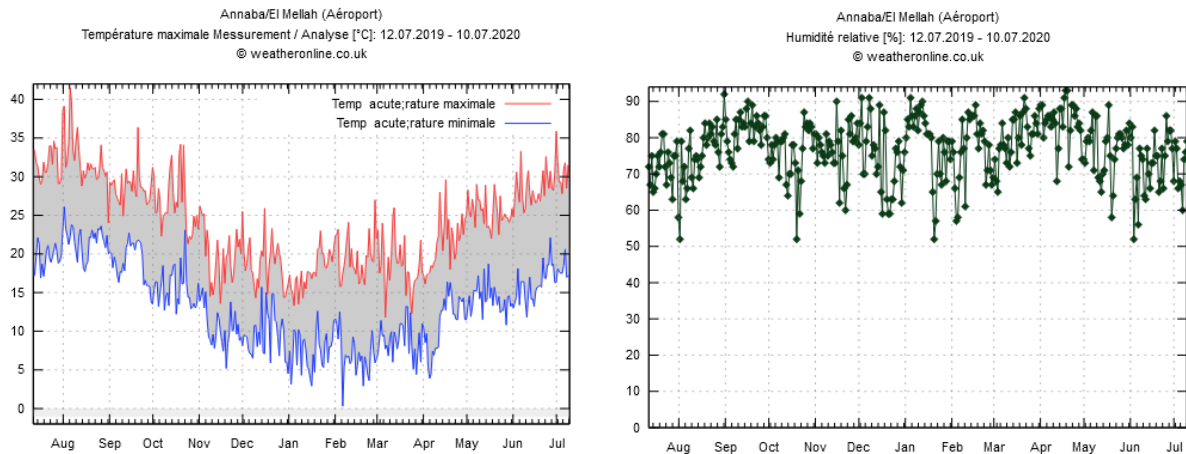 Annaba/El Mellah (Aéroport)
Température maximale Messurement / Analyse [°C]: 12.07.2019 - 10.07.2020
© weatheronline.co.uk
Temp acute;rature maximale
Temp acute;rature minimale
40
35
30
25
20
15
10
5
0
Aug Sep Oct Nov Dec Jan Feb Mar Apr May Jun Jul
Annaba/El Mellah (Aéroport)
Humidité relative [%]: 12.07.2019 - 10.07.2020
© weatheronline.co.uk
90
80
70
60
50
40
30
20
10
0
Aug Sep Oct Nov Dec Jan Feb Mar Apr May Jun Jul